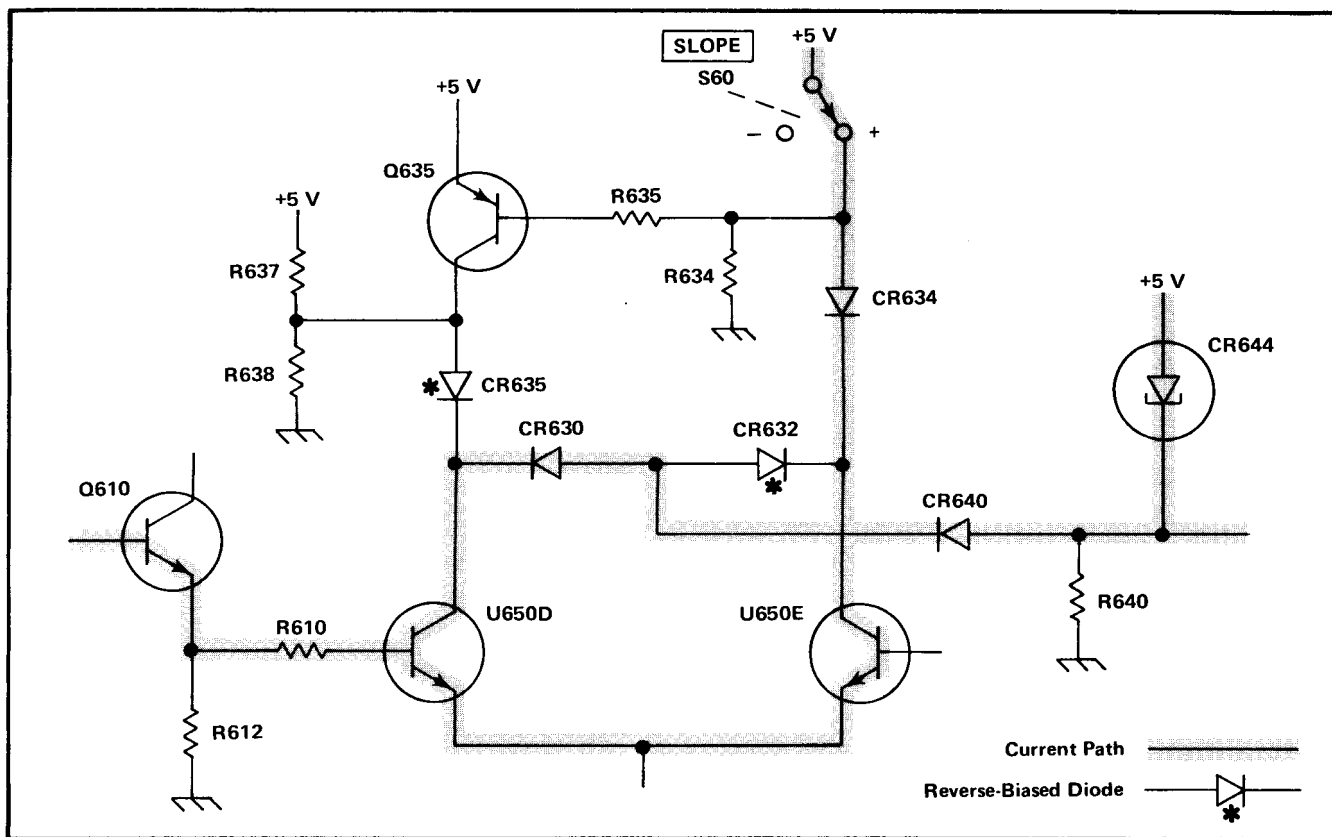 +5 V
SLOPE
S60
+5 V
– +
Q635
+5 V
R635
R637
R634
CR634
+5 V
CR644
R638
* CR635
CR630
CR632
*
Q610
CR640
U650D
U650E
R640
R610
R612
Current Path
Reverse-Biased Diode
*